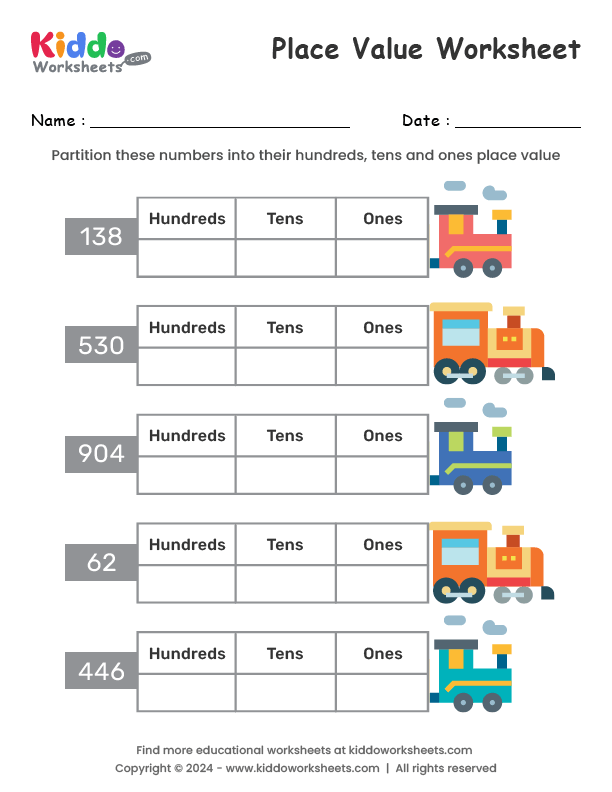 Kiddo
Worksheets .com
Place Value Worksheet
Name : Date :
Partition these numbers into their hundreds, tens and ones place value
Hundreds Tens Ones
138
Hundreds Tens Ones
530
Hundreds Tens Ones
904
Hundreds Tens Ones
62
Hundreds Tens Ones
446
Find more educational worksheets at kiddoworksheets.com
Copyright © 2024 - www.kiddoworksheets.com | All rights reserved